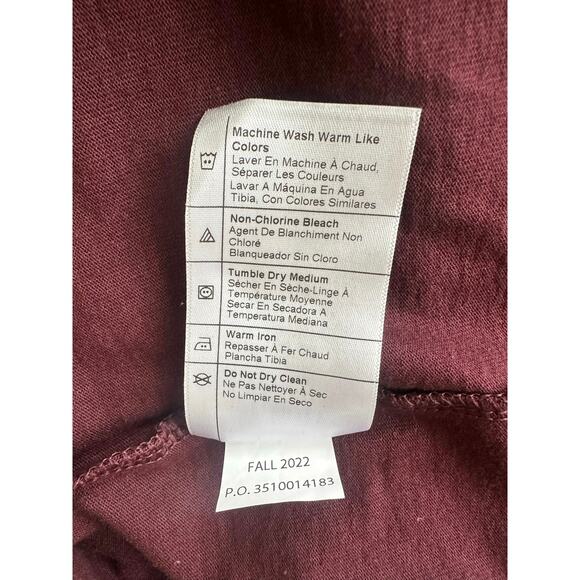 Machine Wash Warm Like
Colors
Laver En Machine À Chaud,
Séparer Les Couleurs
Lavar A Máquina En Agua
Tibia, Con Colores Similares
Non-Chlorine Bleach
Agent De Blanchiment Non
Chloré
Blanqueador Sin Cloro
Tumble Dry Medium
Sécher En Sèche-Linge À
Température Moyenne
Secar En Secadora A
Temperatura Mediana
Warm Iron
Repasser À Fer Chaud
Plancha Tibia
Do Not Dry Clean
Ne Pas Nettoyer À Sec
No Limpiar En Seco
FALL 2022
P.O. 3510014183